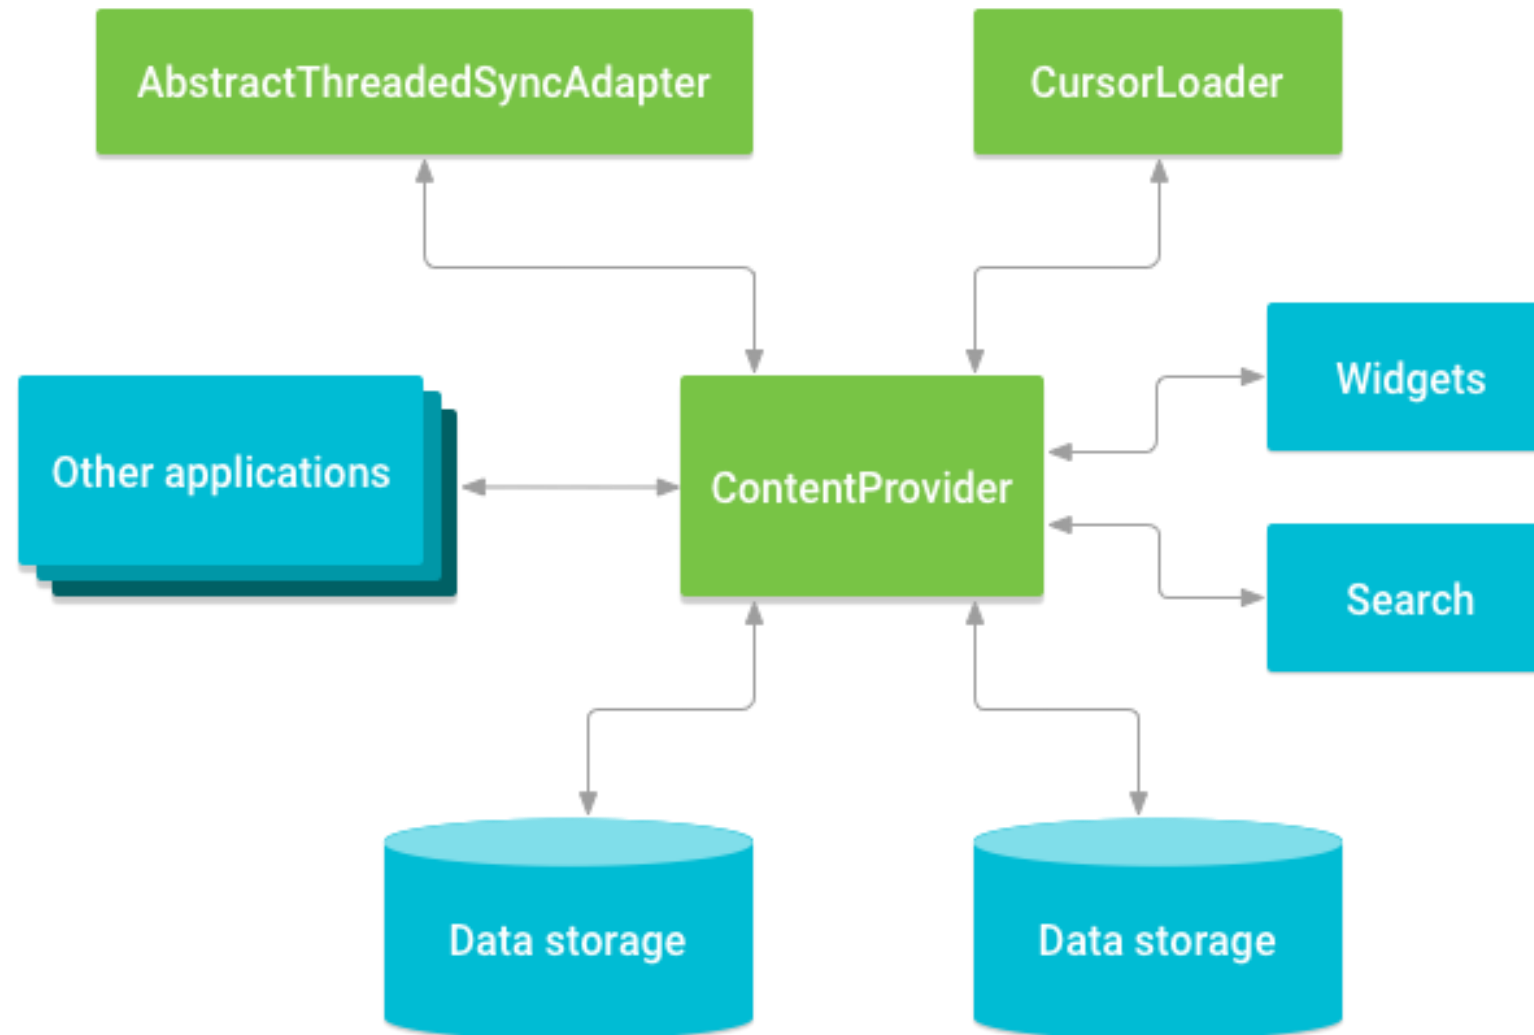 AbstractThreadedSyncAdapter
CursorLoader
Widgets
Other applications
ContentProvider
Search
Data storage
Data storage